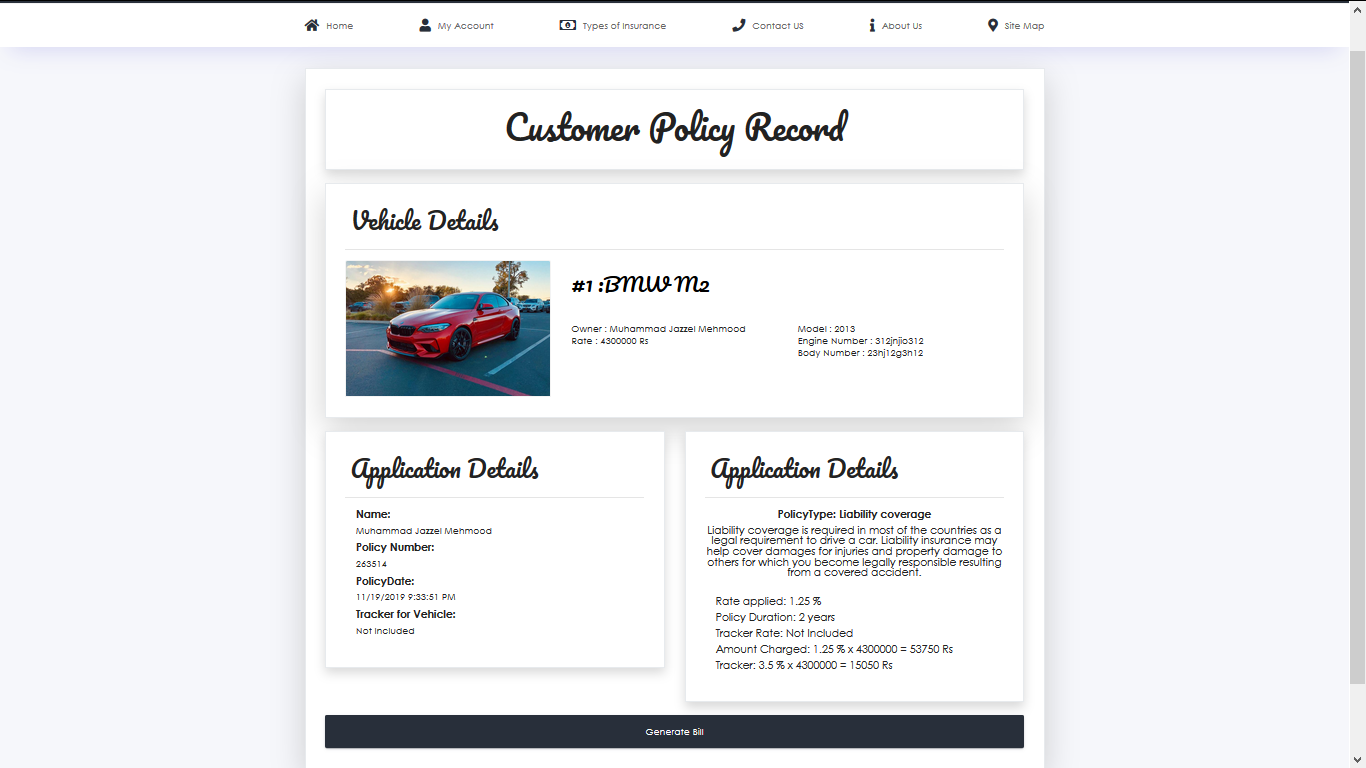 Home My Account Types of Insurance Contact US About Us Site Map
Customer Policy Record
Vehicle Details
#1 :BMW M2
Owner : Muhammad Jazzel Mehmood
Rate : 4300000 Rs
Model : 2013
Engine Number : 312jnjio312
Body Number : 23hj12g3h12
Application Details
Name:
Muhammad Jazzel Mehmood
Policy Number:
263514
PolicyDate:
11/19/2019 9:33:51 PM
Tracker for Vehicle:
Not Included
Application Details
PolicyType: Liability coverage
Liability coverage is required in most of the countries as a
legal requirement to drive a car. Liability insurance may
help cover damages for injuries and property damage to
others for which you become legally responsible resulting
from a covered accident.
Rate applied: 1.25 %
Policy Duration: 2 years
Tracker Rate: Not Included
Amount Charged: 1.25 % x 4300000 = 53750 Rs
Tracker: 3.5 % x 4300000 = 15050 Rs
Generate Bill